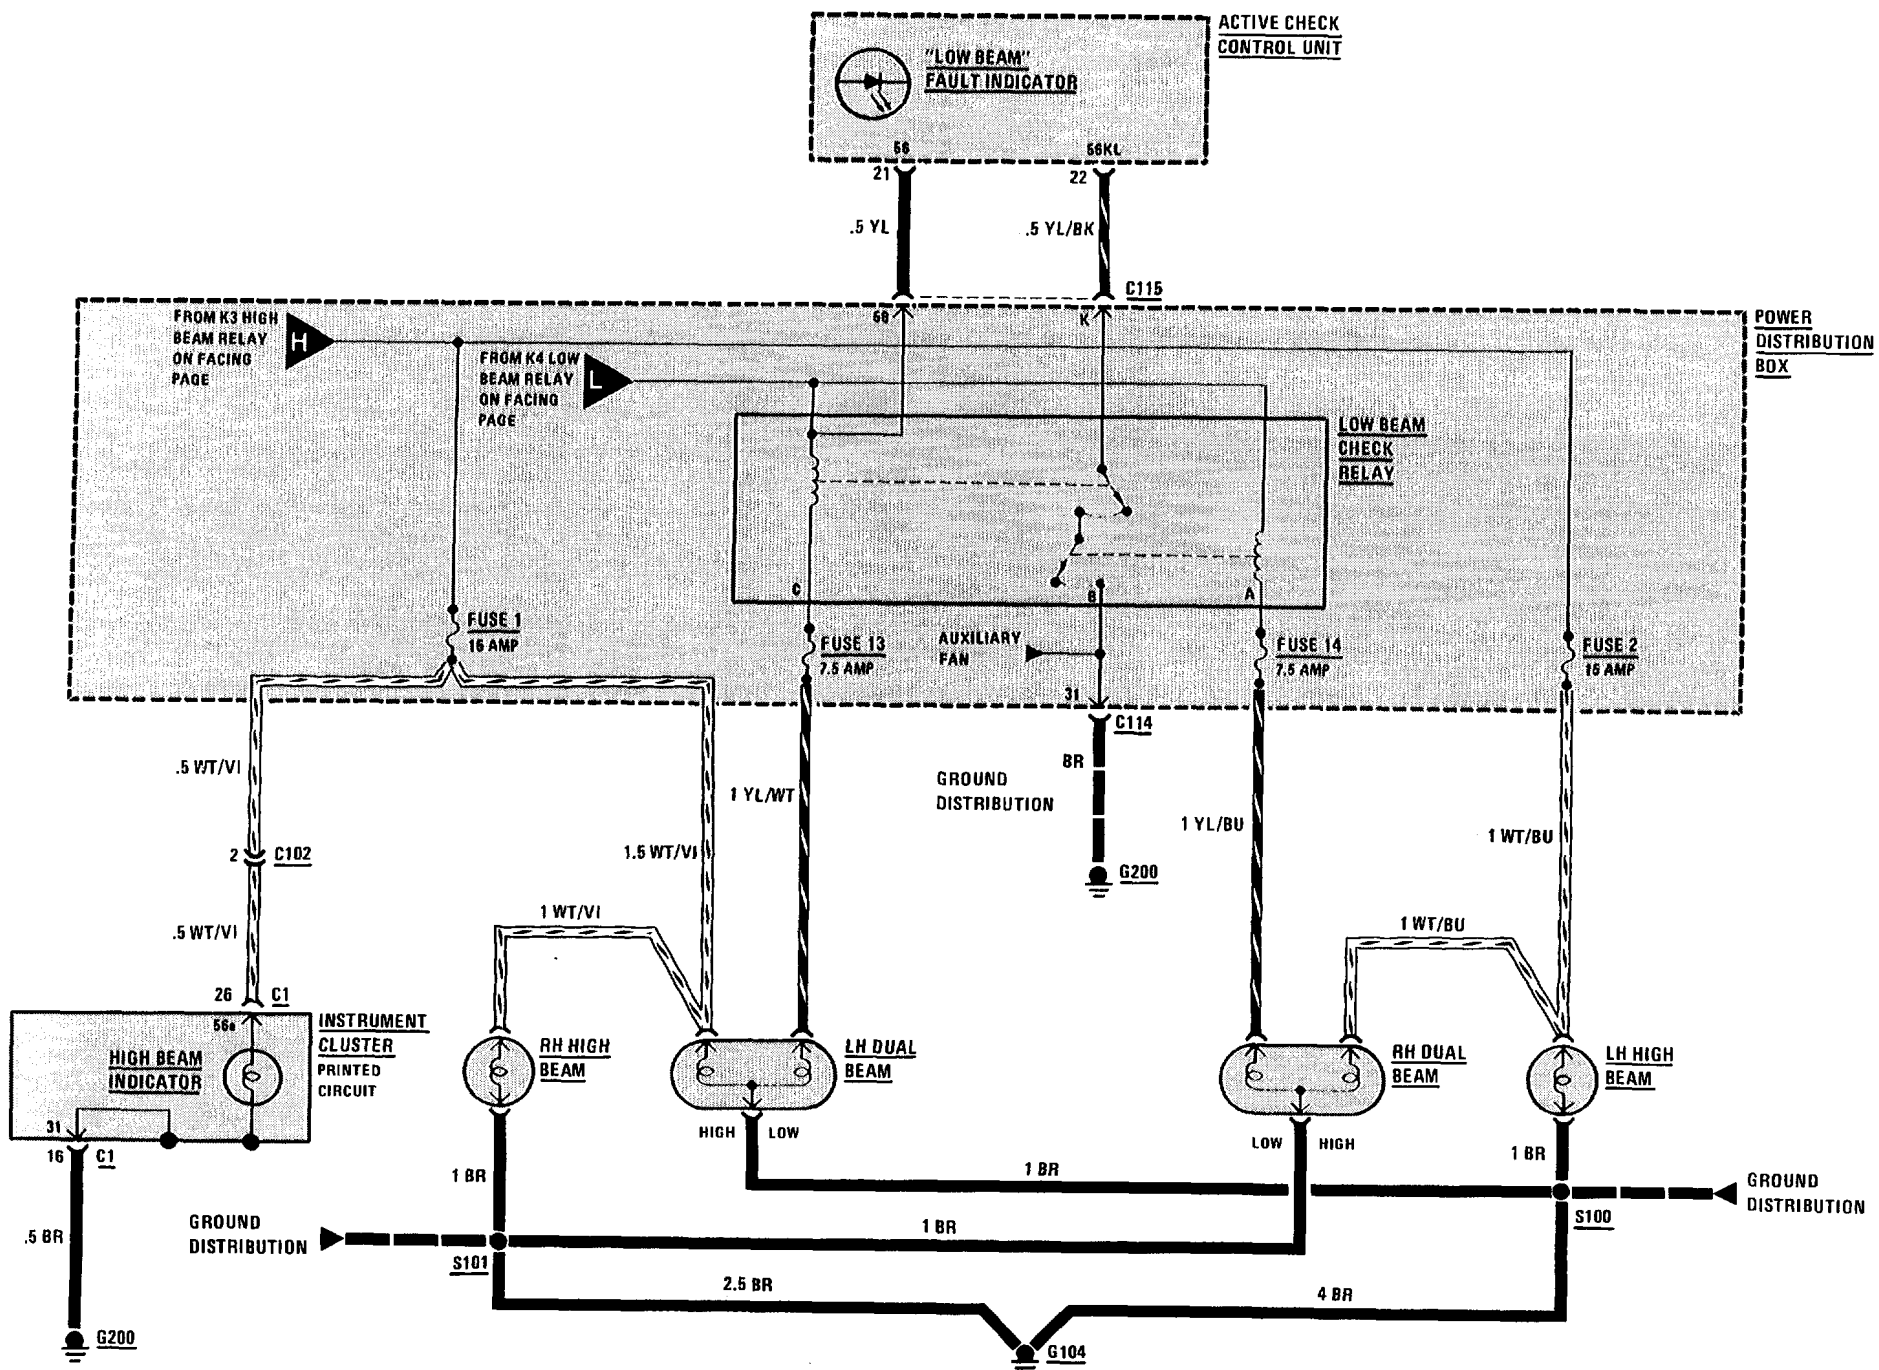 ACTIVE CHECK
CONTROL UNIT
"LOW BEAM"
FAULT INDICATOR
56
56KL
21
22
.5 YL
.5 YL/BK
C115
FROM K3 HIGH
BEAM RELAY
ON FACING
PAGE
H
FROM K4 LOW
BEAM RELAY
ON FACING
PAGE
L
K
POWER
DISTRIBUTION
BOX
LOW BEAM
CHECK
RELAY
C
B
A
FUSE 1
16 AMP
FUSE 13
7.5 AMP
AUXILIARY
FAN
FUSE 14
7.5 AMP
FUSE 2
15 AMP
31
C114
.5 WT/VI
1 YL/WT
BR
GROUND
DISTRIBUTION
1 YL/BU
1 WT/BU
2
C102
1.5 WT/VI
G200
.5 WT/VI
1 WT/VI
1 WT/BU
26
C1
56a
INSTRUMENT
CLUSTER
PRINTED
CIRCUIT
HIGH BEAM
INDICATOR
RH HIGH
BEAM
LH DUAL
BEAM
RH DUAL
BEAM
LH HIGH
BEAM
31
16
C1
HIGH
LOW
LOW
HIGH
1 BR
1 BR
1 BR
GROUND
DISTRIBUTION
S100
.5 BR
GROUND
DISTRIBUTION
1 BR
S101
2.5 BR
4 BR
G200
G104